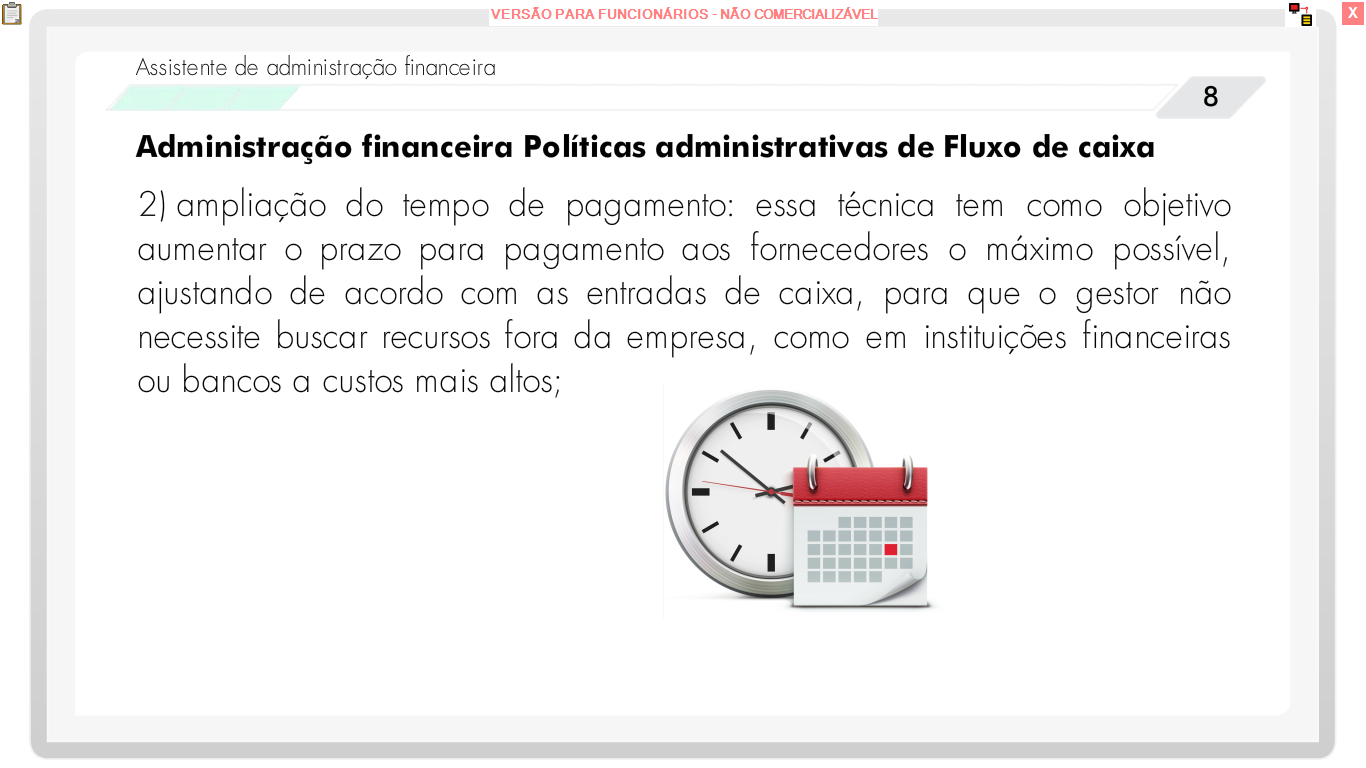 VERSÃO PARA FUNCIONÁRIOS - NÃO COMERCIALIZÁVEL
X
Assistente de administração financeira
8
Administração financeira Políticas administrativas de Fluxo de caixa
2) ampliação do tempo de pagamento: essa técnica tem como objetivo
aumentar o prazo para pagamento aos fornecedores o máximo possível,
ajustando de acordo com as entradas de caixa, para que o gestor não
necessite buscar recursos fora da empresa, como em instituições financeiras
ou bancos a custos mais altos;